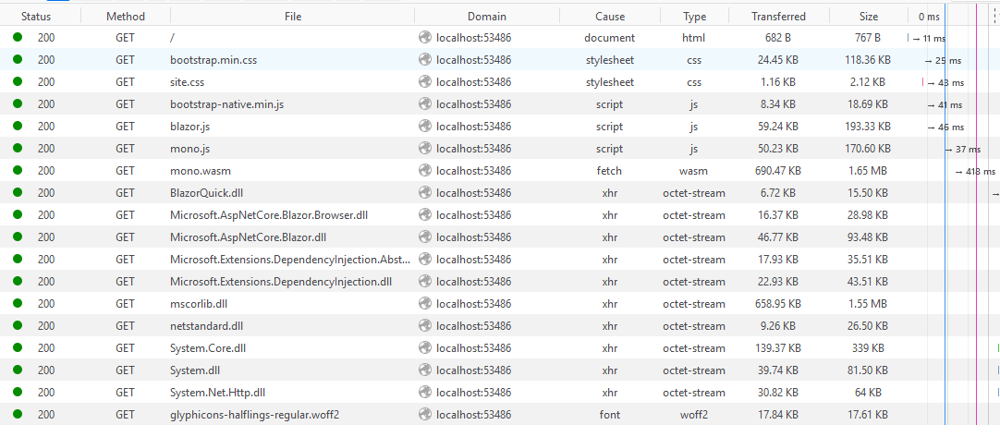 Status Method File Domain Cause Type Transferred Size 0 ms
200 GET / localhost:53486 document html 682 B 767 B → 11 ms
200 GET bootstrap.min.css localhost:53486 stylesheet css 24.45 KB 118.36 KB → 25 ms
200 GET site.css localhost:53486 stylesheet css 1.16 KB 2.12 KB → 43 ms
200 GET bootstrap-native.min.js localhost:53486 script js 8.34 KB 18.69 KB → 41 ms
200 GET blazor.js localhost:53486 script js 59.24 KB 193.33 KB → 46 ms
200 GET mono.js localhost:53486 script js 50.23 KB 170.60 KB → 37 ms
200 GET mono.wasm localhost:53486 fetch wasm 690.47 KB 1.65 MB → 418 ms
200 GET BlazorQuick.dll localhost:53486 xhr octet-stream 6.72 KB 15.50 KB →
200 GET Microsoft.AspNetCore.Blazor.Browser.dll localhost:53486 xhr octet-stream 16.37 KB 28.98 KB
200 GET Microsoft.AspNetCore.Blazor.dll localhost:53486 xhr octet-stream 46.77 KB 93.48 KB
200 GET Microsoft.Extensions.DependencyInjection.Abst... localhost:53486 xhr octet-stream 17.93 KB 35.51 KB
200 GET Microsoft.Extensions.DependencyInjection.dll localhost:53486 xhr octet-stream 22.93 KB 43.51 KB
200 GET mscorlib.dll localhost:53486 xhr octet-stream 658.95 KB 1.55 MB
200 GET netstandard.dll localhost:53486 xhr octet-stream 9.26 KB 26.50 KB
200 GET System.Core.dll localhost:53486 xhr octet-stream 139.37 KB 339 KB
200 GET System.dll localhost:53486 xhr octet-stream 39.74 KB 81.50 KB
200 GET System.Net.Http.dll localhost:53486 xhr octet-stream 30.82 KB 64 KB
200 GET glyphicons-halflings-regular.woff2 localhost:53486 font woff2 17.84 KB 17.61 KB